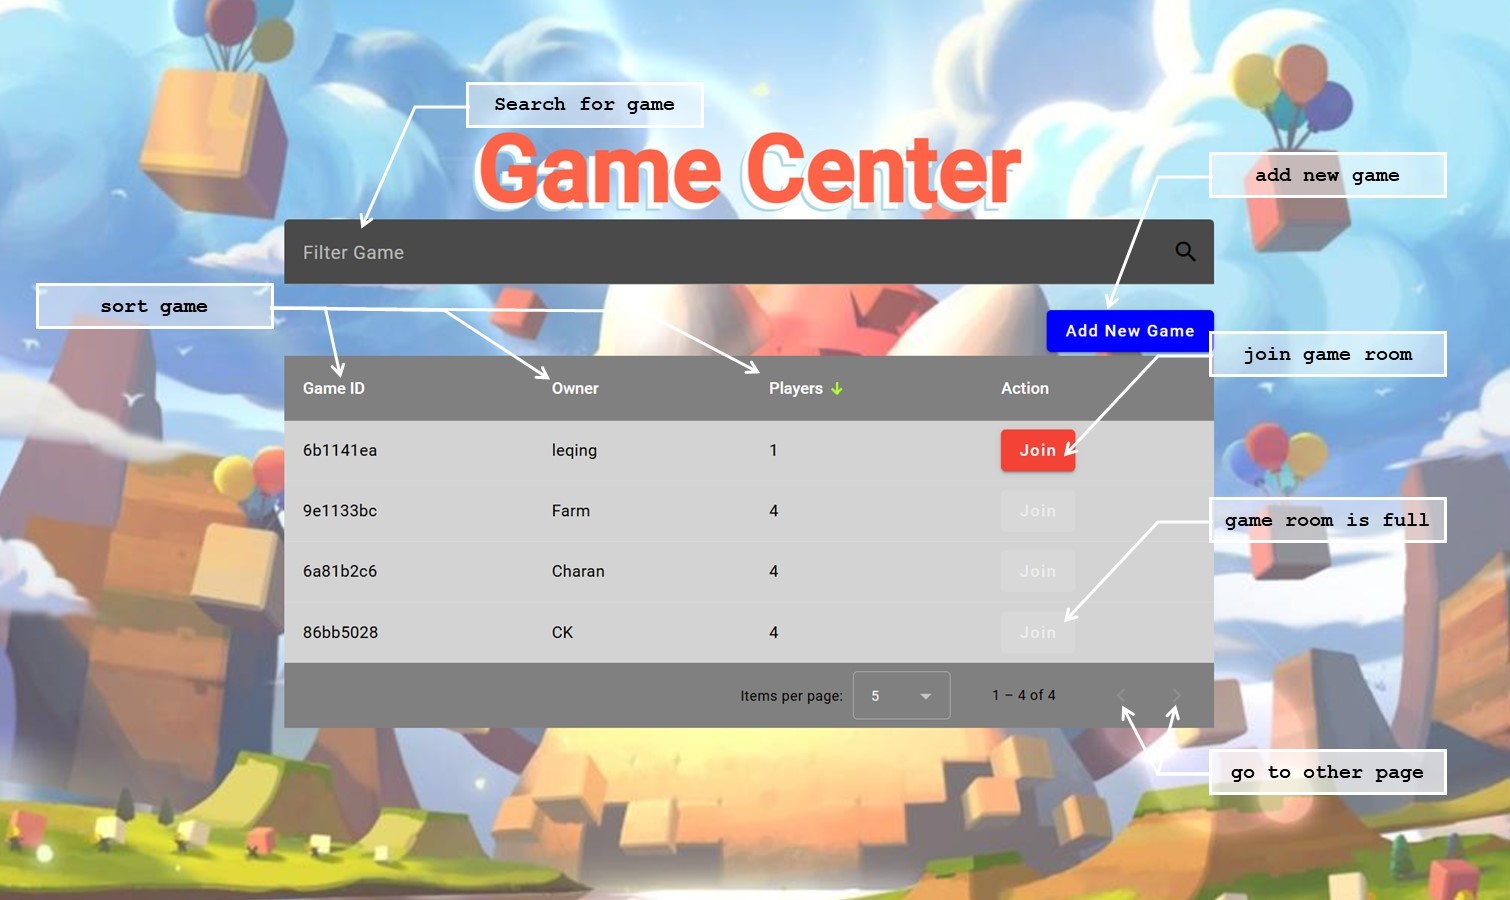 Search for game
Game Center
add new game
Filter Game
sort game
Add New Game
join game room
Game ID Owner Players Action
6b1141ea leqing 1 Join
9e1133bc Farm 4 Join
game room is full
6a81b2c6 Charan 4 Join
86bb5028 CK 4 Join
Items per page: 5 1 – 4 of 4
go to other page